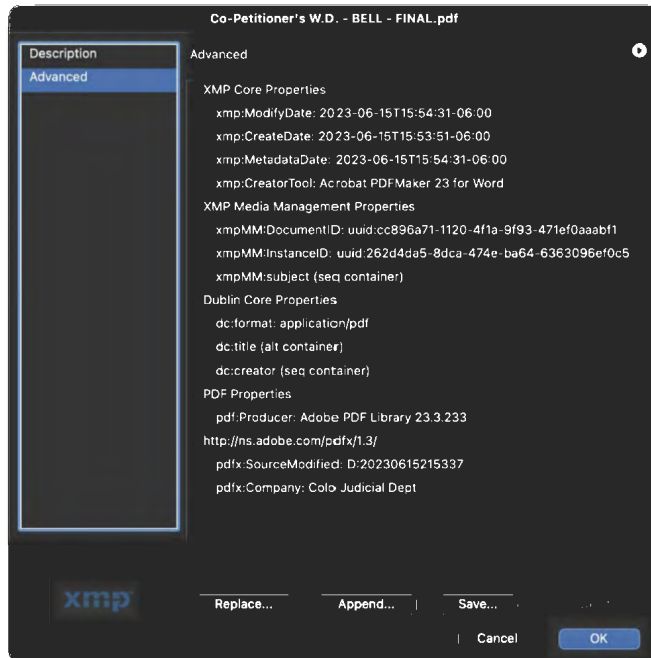 Co-Petitioner's W.D. - BELL - FINAL.pdf
Description
Advanced
Advanced
XMP Core Properties
xmp:ModifyDate: 2023-06-15T15:54:31-06:00
xmp:CreateDate: 2023-06-15T15:53:51-06:00
xmp:MetadataDate: 2023-06-15T15:54:31-06:00
xmp:CreatorTool: Acrobat PDFMaker 23 for Word
XMP Media Management Properties
xmpMM:DocumentID: uuid:cc896a71-1120-4f1a-9f93-471ef0aaabf1
xmpMM:InstanceID: uuid:262d4da5-8dca-474e-ba64-6363096ef0c5
xmpMM:subject (seq container)
Dublin Core Properties
dc:format: application/pdf
dc:title (alt container)
dc:creator (seq container)
PDF Properties
pdf:Producer: Adobe PDF Library 23.3.233
http://ns.adobe.com/pdfx/1.3/
pdfx:SourceModified: D:20230615215337
pdfx:Company: Colo Judicial Dept
xmp
Replace... Append... Save...
Cancel OK